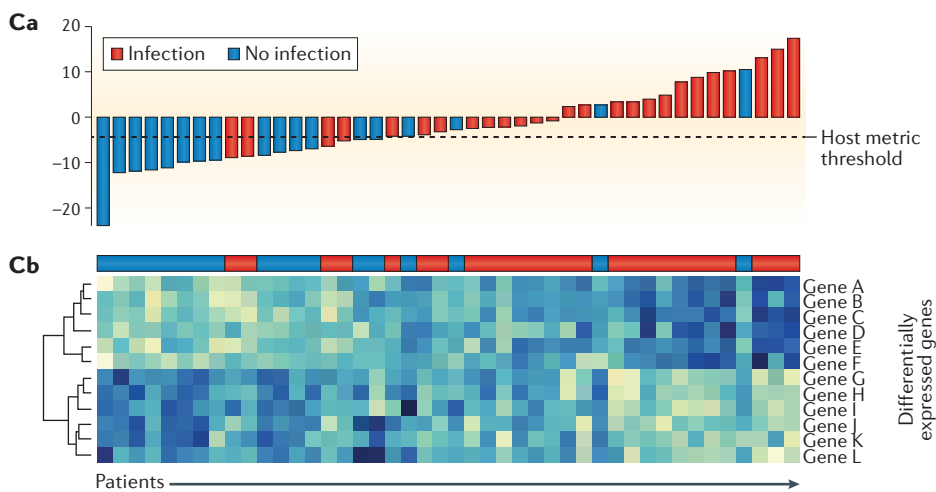 Ca
20
10
0
−10
−20
Infection
No infection
Host metric
threshold
Cb
Gene A
Gene B
Gene C
Gene D
Gene E
Gene F
Gene G
Gene H
Gene I
Gene J
Gene K
Gene L
Differentially
expressed genes
Patients